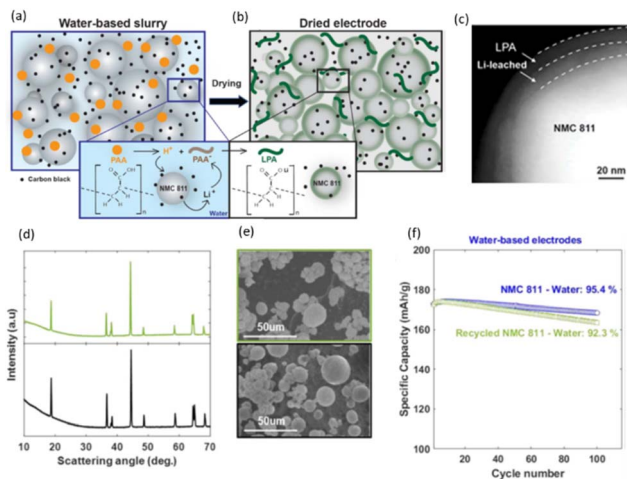 (a)
Water-based slurry
Drying
(b)
Dried electrode
(c)
LPA
Li-leached
NMC 811
20 nm
PAA
H⁺
+
PAA⁻
LPA
NMC 811
Li⁺
Water
NMC 811
• Carbon black
(d)
Intensity (a.u)
10 20 30 40 50 60 70
Scattering angle (deg.)
(e)
50um
50um
(f)
Water-based electrodes
NMC 811 - Water: 95.4 %
Recycled NMC 811 - Water: 92.3 %
Specific Capacity (mAh/g)
200
180
160
140
120
100
0 20 40 60 80 100
Cycle number